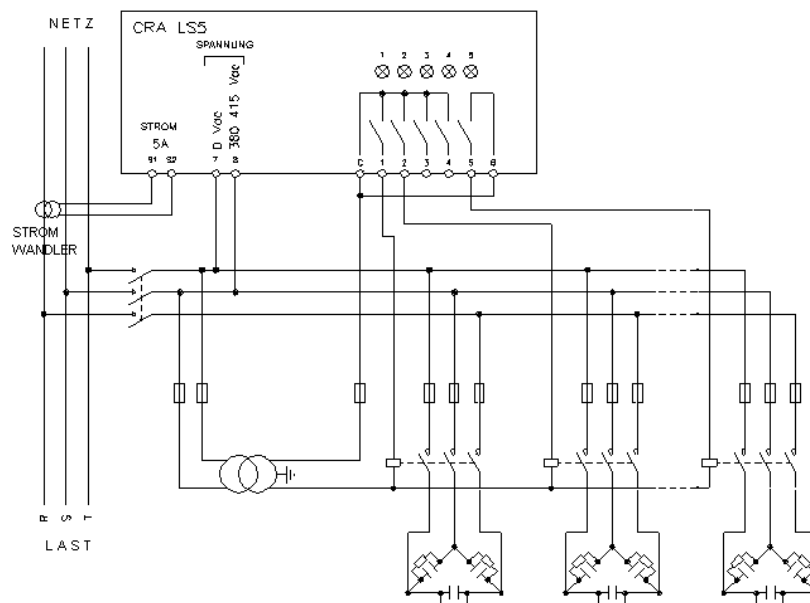 NETZ
CRA LS5
SPANNUNG
1 2 3 4 5
STROM
5A
0 Vac
380 415 Vac
S1 S2 7 8 C 1 2 3 4 5 6
STROM
WANDLER
R S T
LAST